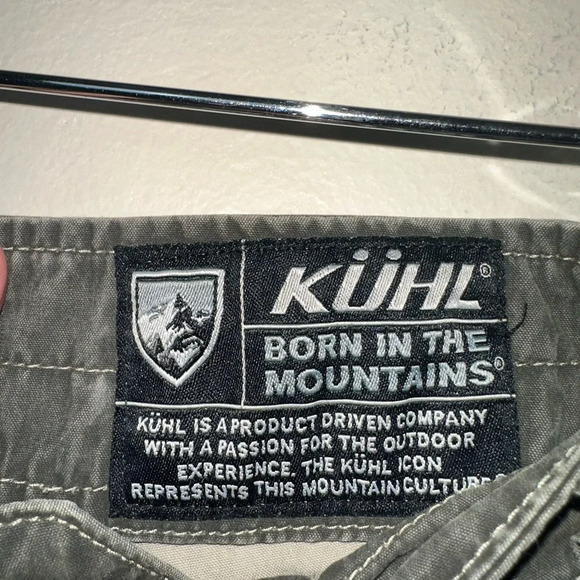 KÜHL®
BORN IN THE
MOUNTAINS®
KÜHL IS A PRODUCT DRIVEN COMPANY
WITH A PASSION FOR THE OUTDOOR
EXPERIENCE. THE KÜHL ICON
REPRESENTS THIS MOUNTAIN CULTURE